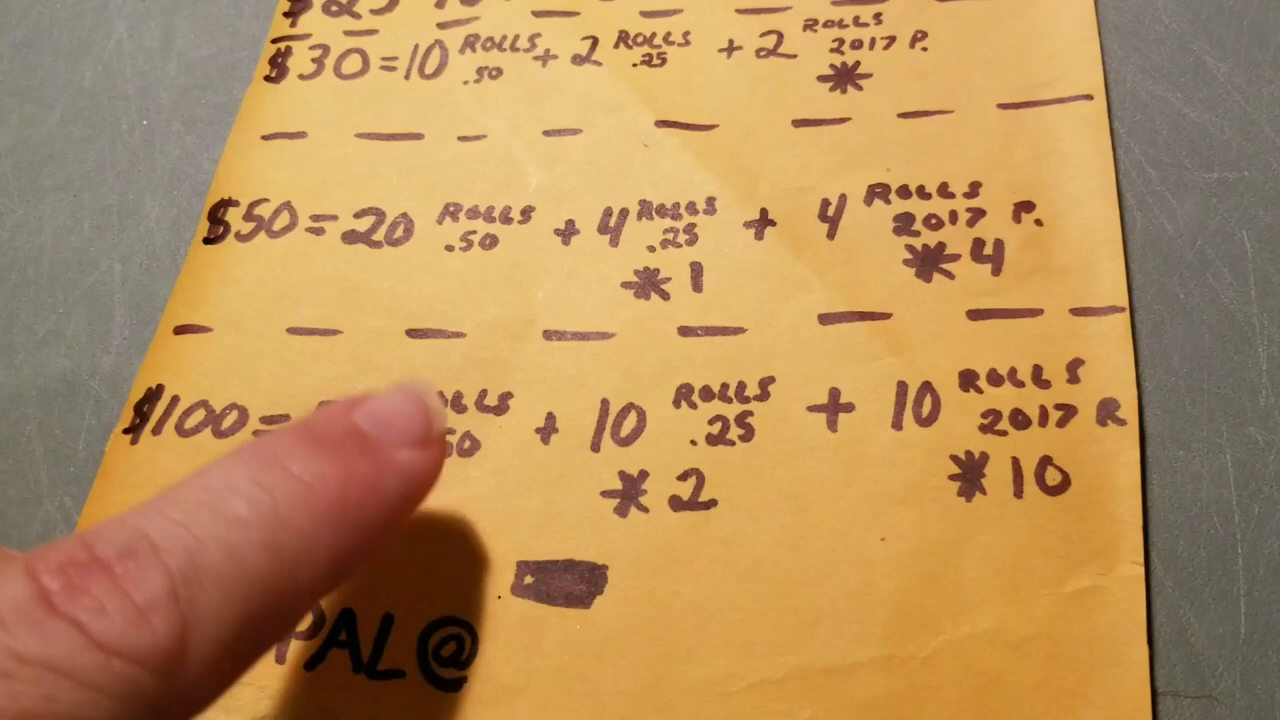 $25
$30 = 10 ROLLS .50 + 2 ROLLS .25 + 2 ROLLS 2017 P.
*
$50 = 20 ROLLS .50 + 4 ROLLS .25 + 4 ROLLS 2017 P.
*1 *4
$100 = 50 + 10 ROLLS .25 + 10 ROLLS 2017 P.
*2 *10
PAL @